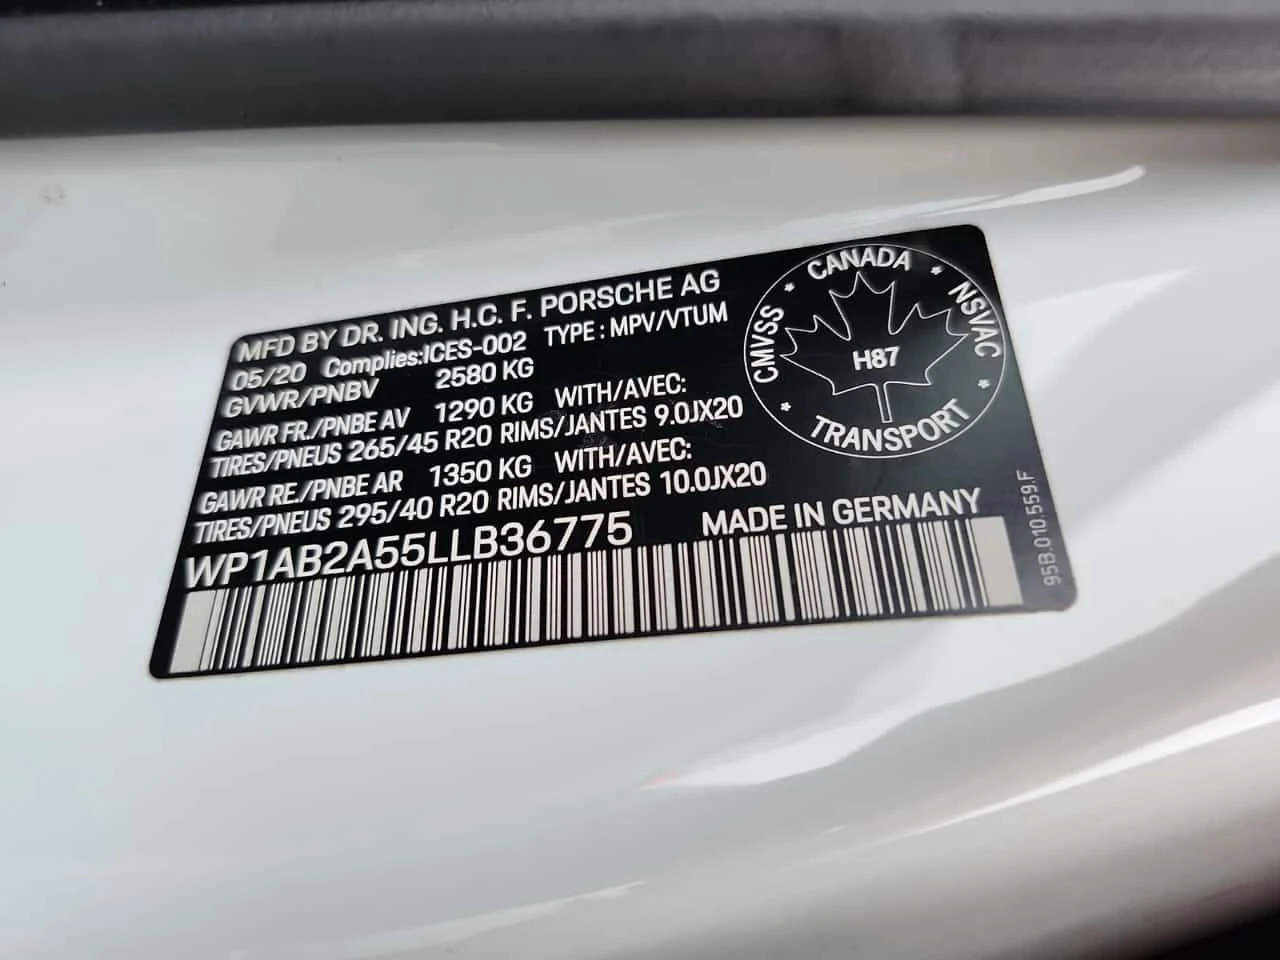 MFD BY DR. ING. H.C. F. PORSCHE AG
05/20 Complies:ICES-002 TYPE : MPV/VTUM
GVWR/PNBV 2580 KG
GAWR FR./PNBE AV 1290 KG WITH/AVEC:
TIRES/PNEUS 265/45 R20 RIMS/JANTES 9.0JX20
GAWR RE./PNBE AR 1350 KG WITH/AVEC:
TIRES/PNEUS 295/40 R20 RIMS/JANTES 10.0JX20
WP1AB2A55LLB36775 MADE IN GERMANY
CANADA
CMVSS
NSVAC
H87
TRANSPORT
95B.010.559.F